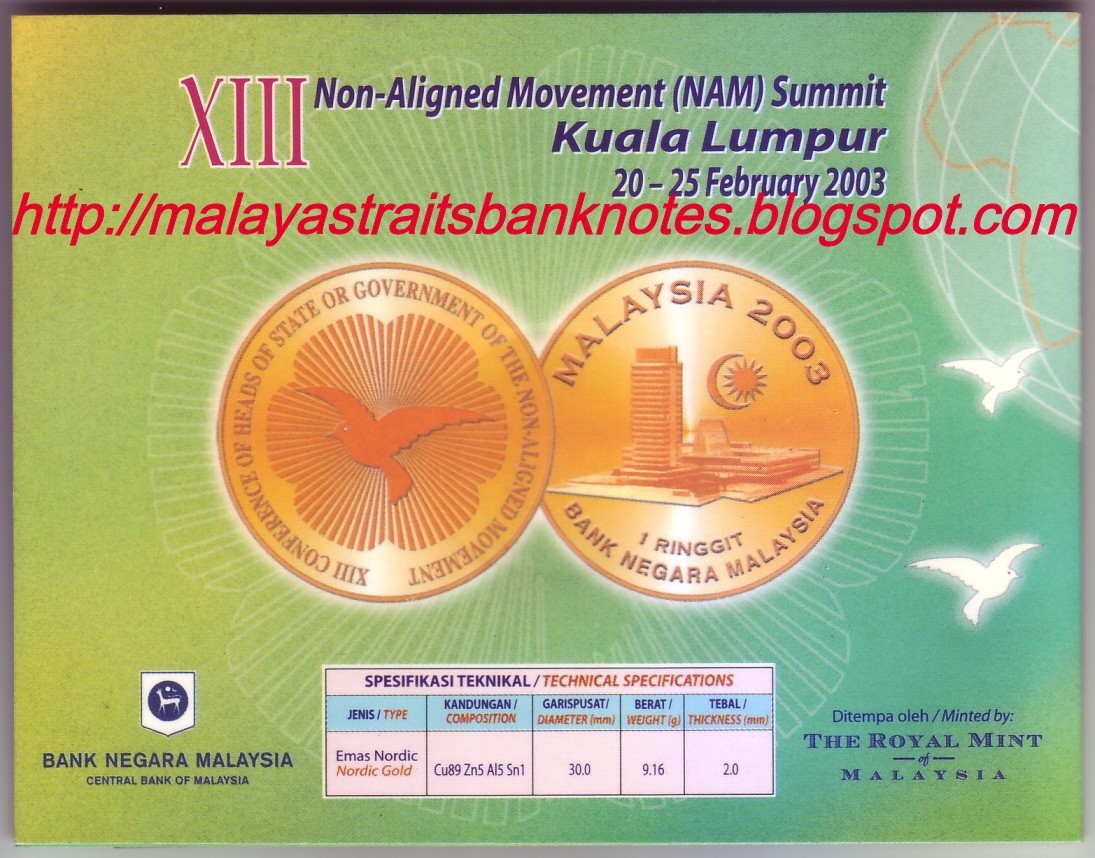 XIII Non-Aligned Movement (NAM) Summit
Kuala Lumpur
20 – 25 February 2003
http://malayastraitsbanknotes.blogspot.com
XIII CONFERENCE OF HEADS OF STATE OR GOVERNMENT OF THE NON-ALIGNED MOVEMENT
MALAYSIA 2003
1 RINGGIT
BANK NEGARA MALAYSIA
SPESIFIKASI TEKNIKAL / TECHNICAL SPECIFICATIONS
JENIS / TYPE
KANDUNGAN /
COMPOSITION
GARISPUSAT/
DIAMETER (mm)
BERAT /
WEIGHT (g)
TEBAL /
THICKNESS (mm)
Emas Nordic
Nordic Gold
Cu89 Zn5 Al5 Sn1
30.0
9.16
2.0
BANK NEGARA MALAYSIA
CENTRAL BANK OF MALAYSIA
Ditempa oleh / Minted by:
THE ROYAL MINT
of
MALAYSIA